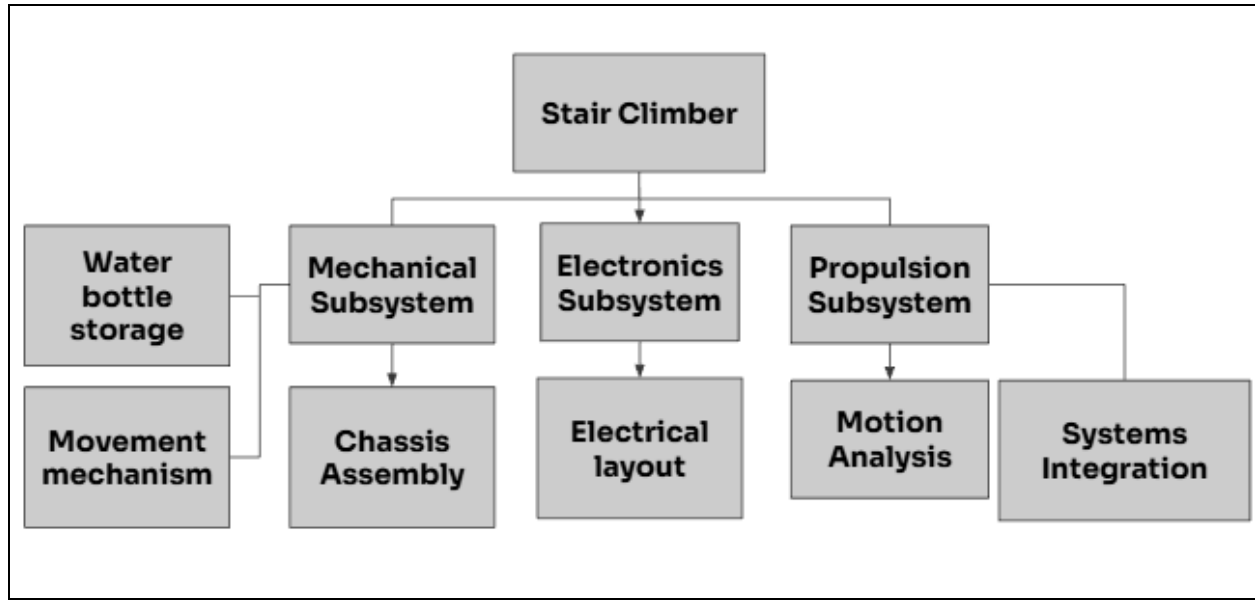 Stair Climber
Water
bottle
storage
Mechanical
Subsystem
Electronics
Subsystem
Propulsion
Subsystem
Movement
mechanism
Chassis
Assembly
Electrical
layout
Motion
Analysis
Systems
Integration